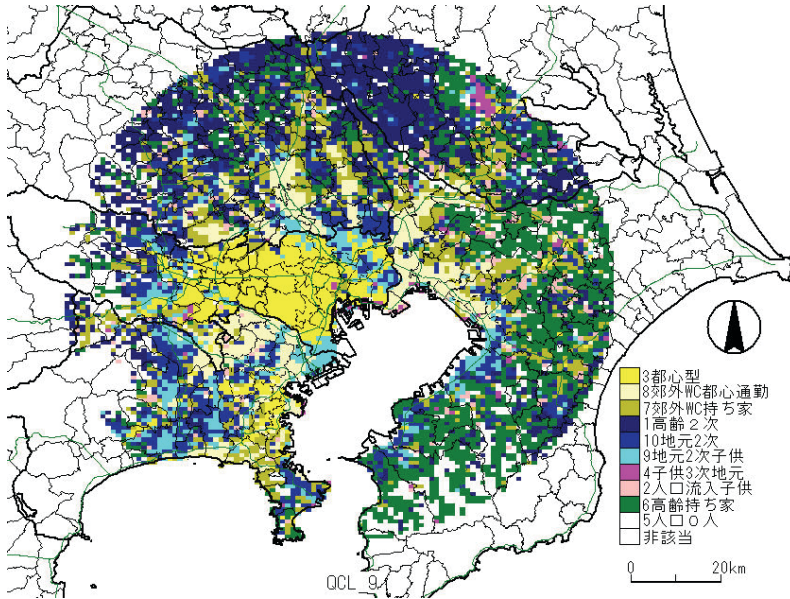 3都心型
8郊外WC都心通勤
7郊外WC持ち家
1高齢２次
10地元2次
9地元2次子供
4子供3次地元
2人口流入子供
6高齢持ち家
5人口０人
非該当
0 20km
QCL_9